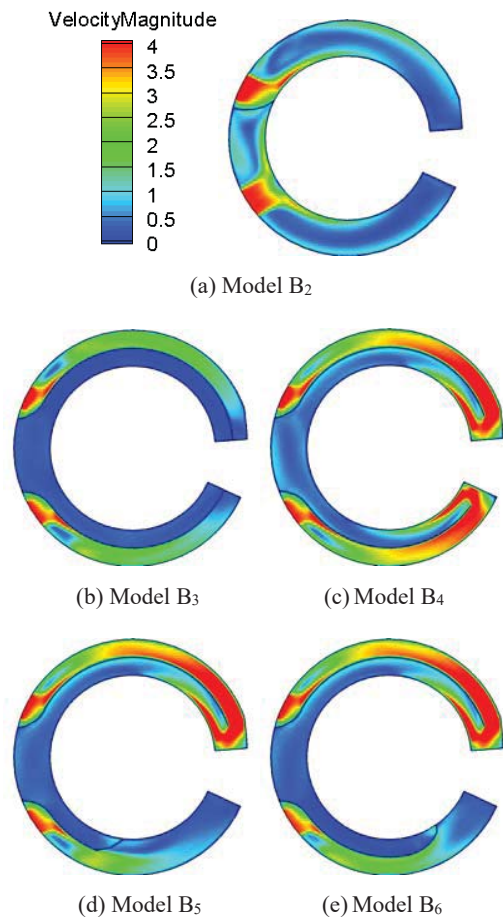 VelocityMagnitude
4
3.5
3
2.5
2
1.5
1
0.5
0
(a) Model B₂
(b) Model B₃
(c) Model B₄
(d) Model B₅
(e) Model B₆